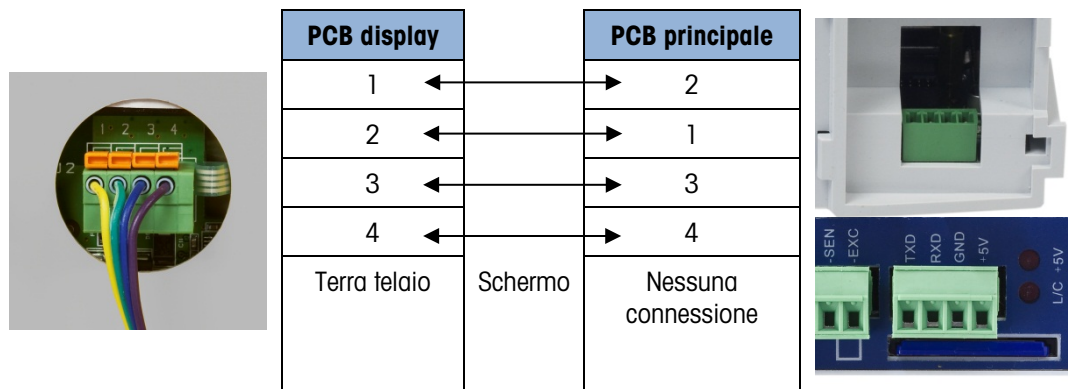 PCB display PCB principale
1 2
2 1
3 3
4 4
Terra telaio Schermo Nessuna
connessione
1 2 3 4
-SEN
-EXC
TXD
RXD
GND
+5V
L/C +5V